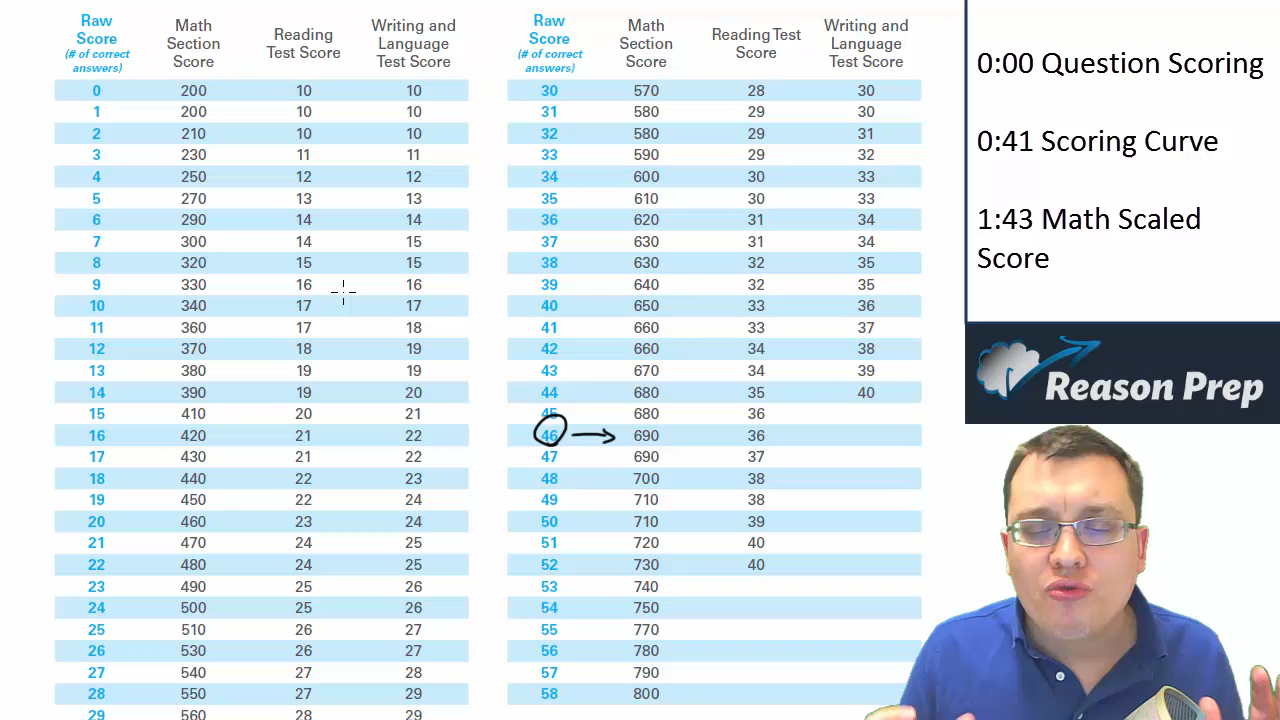 Raw Score (# of correct answers) Math Section Score Reading Test Score Writing and Language Test Score
0 200 10 10
1 200 10 10
2 210 10 10
3 230 11 11
4 250 12 12
5 270 13 13
6 290 14 14
7 300 14 15
8 320 15 15
9 330 16 16
10 340 17 17
11 360 17 18
12 370 18 19
13 380 19 19
14 390 19 20
15 410 20 21
16 420 21 22
17 430 21 22
18 440 22 23
19 450 22 24
20 460 23 24
21 470 24 25
22 480 24 25
23 490 25 26
24 500 25 26
25 510 26 27
26 530 26 27
27 540 27 28
28 550 27 29
29 560 28 29
Raw Score (# of correct answers) Math Section Score Reading Test Score Writing and Language Test Score
30 570 28 30
31 580 29 30
32 580 29 31
33 590 29 32
34 600 30 33
35 610 30 33
36 620 31 34
37 630 31 34
38 630 32 35
39 640 32 35
40 650 33 36
41 660 33 37
42 660 34 38
43 670 34 39
44 680 35 40
45 680 36
46 690 36
47 690 37
48 700 38
49 710 38
50 710 39
51 720 40
52 730 40
53 740
54 750
55 770
56 780
57 790
58 800
0:00 Question Scoring
0:41 Scoring Curve
1:43 Math Scaled
Score
Reason Prep